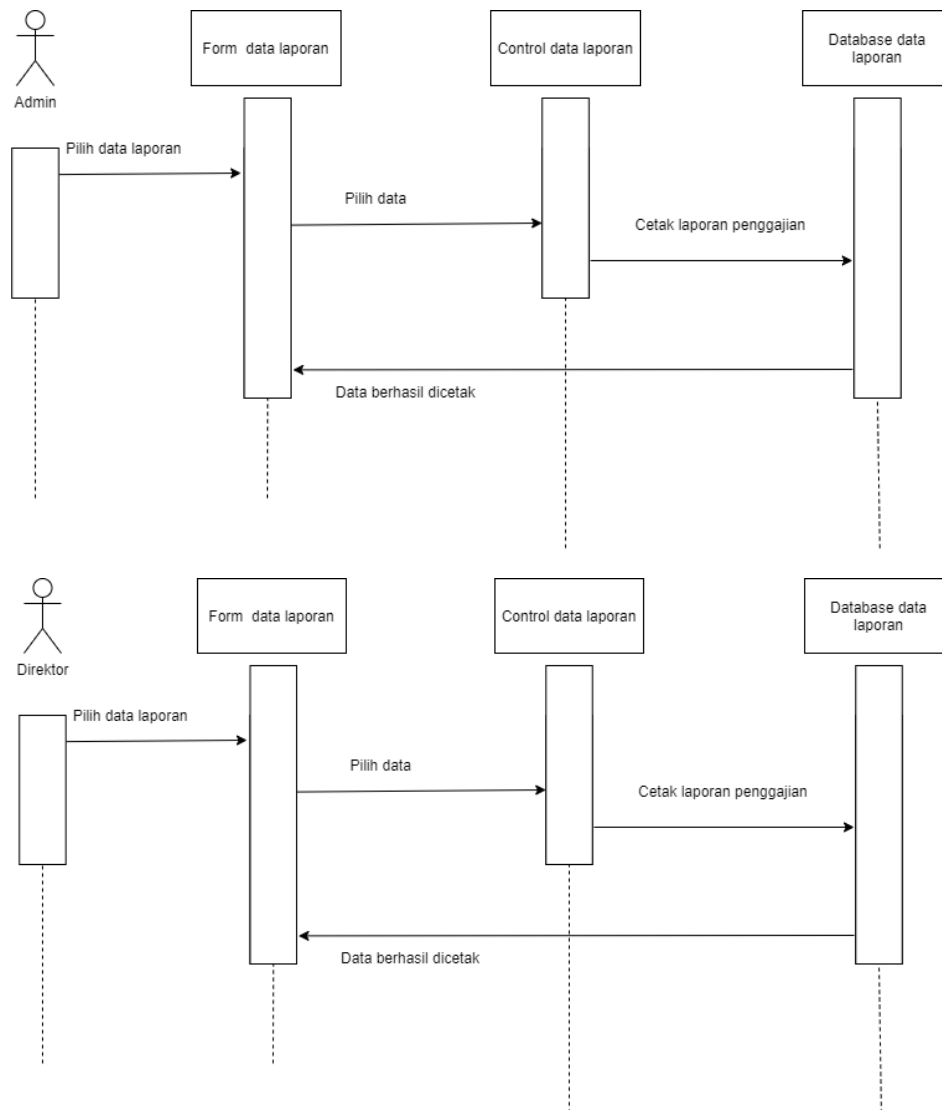 Form data laporan
Control data laporan
Database data
laporan
Admin
Pilih data laporan
Pilih data
Cetak laporan penggajian
Data berhasil dicetak
Form data laporan
Control data laporan
Database data
laporan
Direktor
Pilih data laporan
Pilih data
Cetak laporan penggajian
Data berhasil dicetak